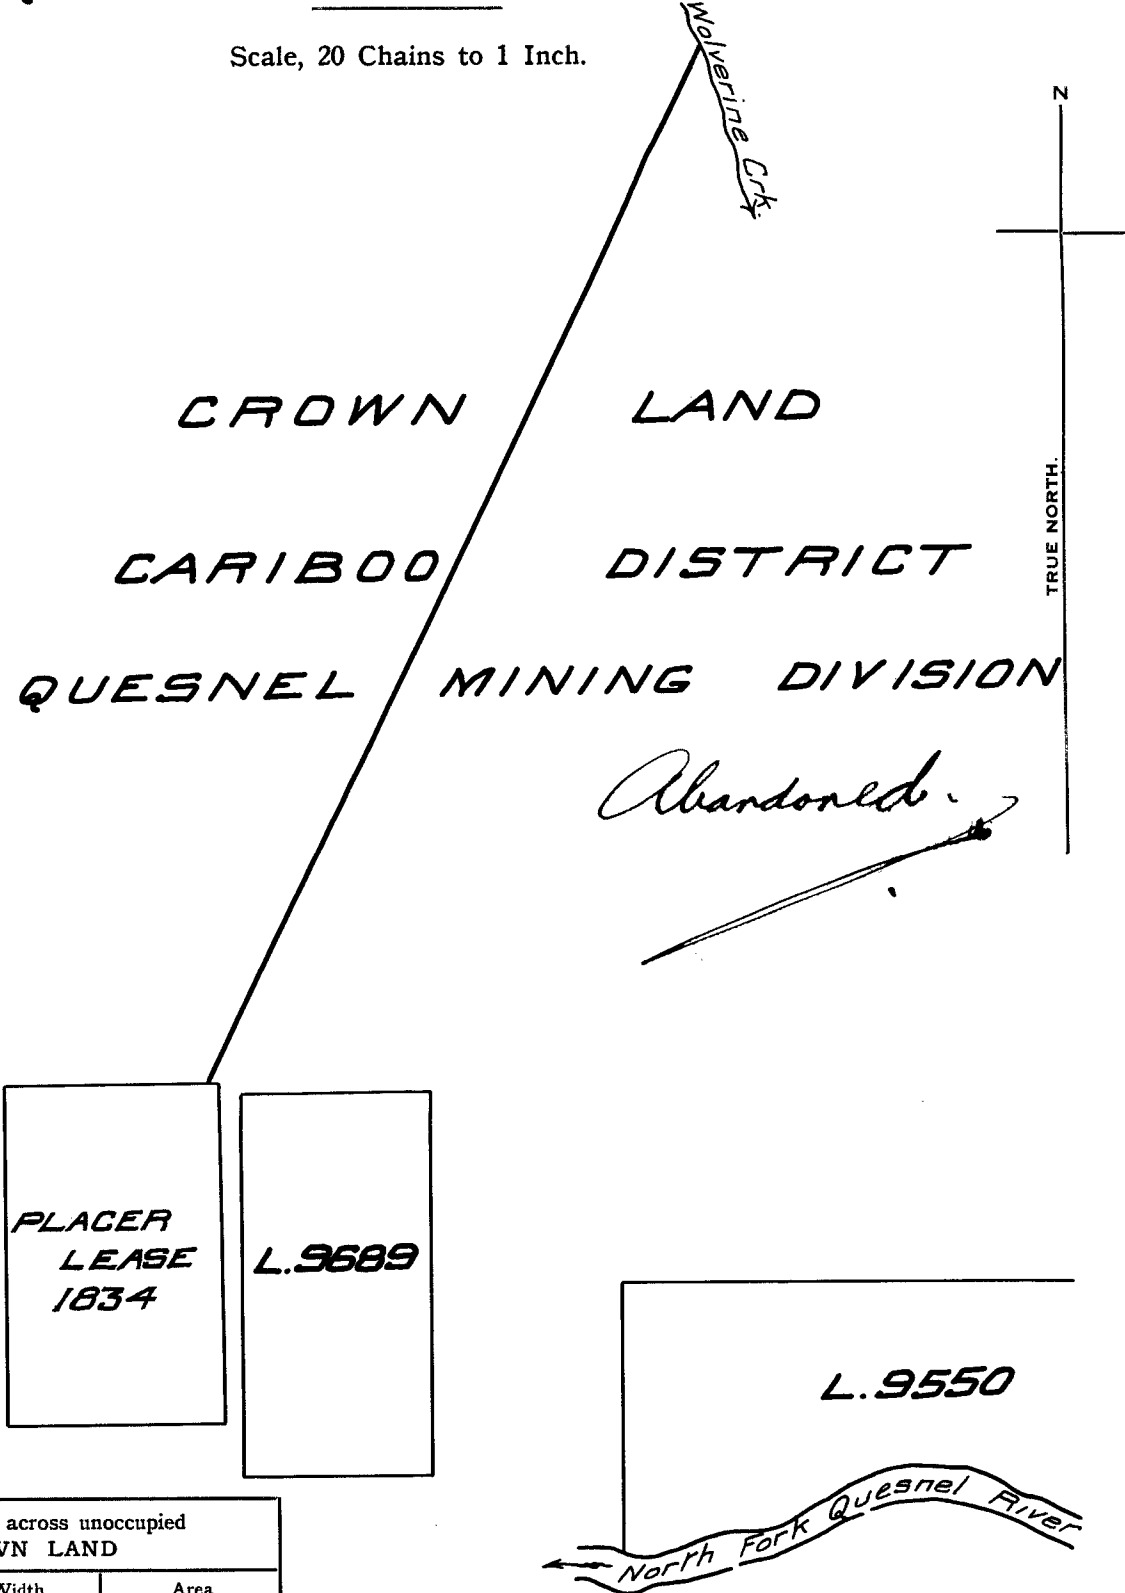 Scale, 20 Chains to 1 Inch.
Wolverine Crk.
N
CROWN LAND
TRUE NORTH.
CARIBOO DISTRICT
QUESNEL MINING DIVISION
Abandoned.
PLACER
LEASE
1834
L.9689
L.9550
North Fork Quesnel River
across unoccupied
VN LAND
Width
Area